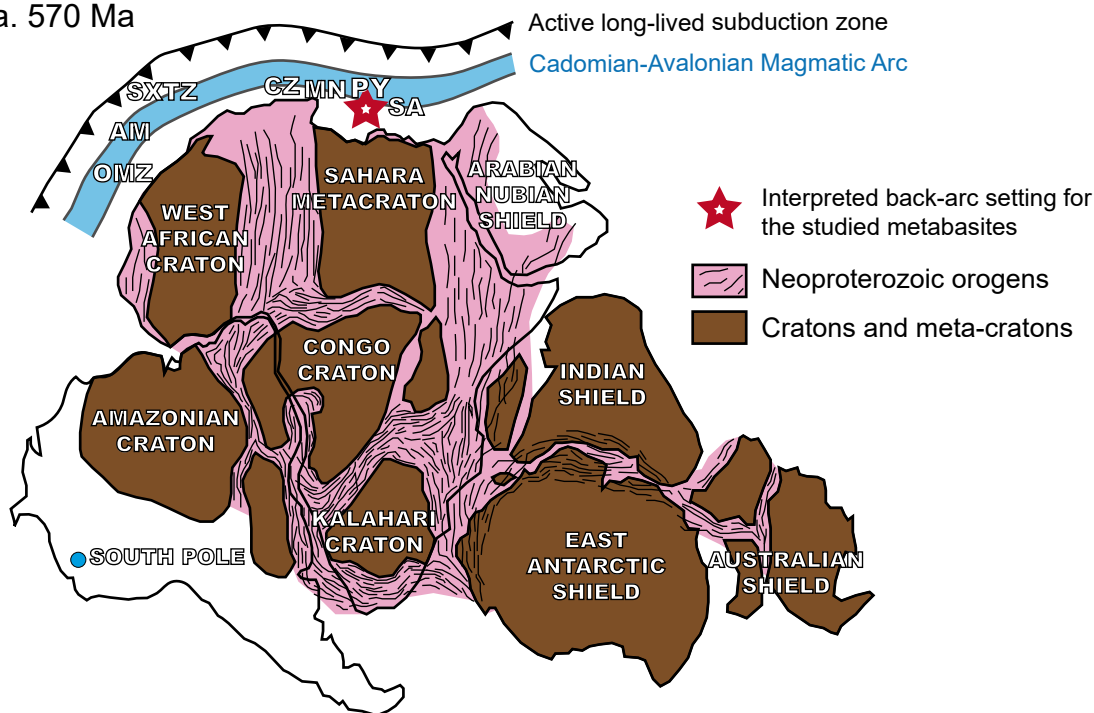 a. 570 Ma
Active long-lived subduction zone
Cadomian-Avalonian Magmatic Arc
SXTZ
CZ
MN
PY
SA
AM
OMZ
SAHARA
METACRATON
ARABIAN
NUBIAN
SHIELD
WEST
AFRICAN
CRATON
Interpreted back-arc setting for
the studied metabasites
Neoproterozoic orogens
Cratons and meta-cratons
CONGO
CRATON
INDIAN
SHIELD
AMAZONIAN
CRATON
KALAHARI
CRATON
SOUTH POLE
EAST
ANTARCTIC
SHIELD
AUSTRALIAN
SHIELD